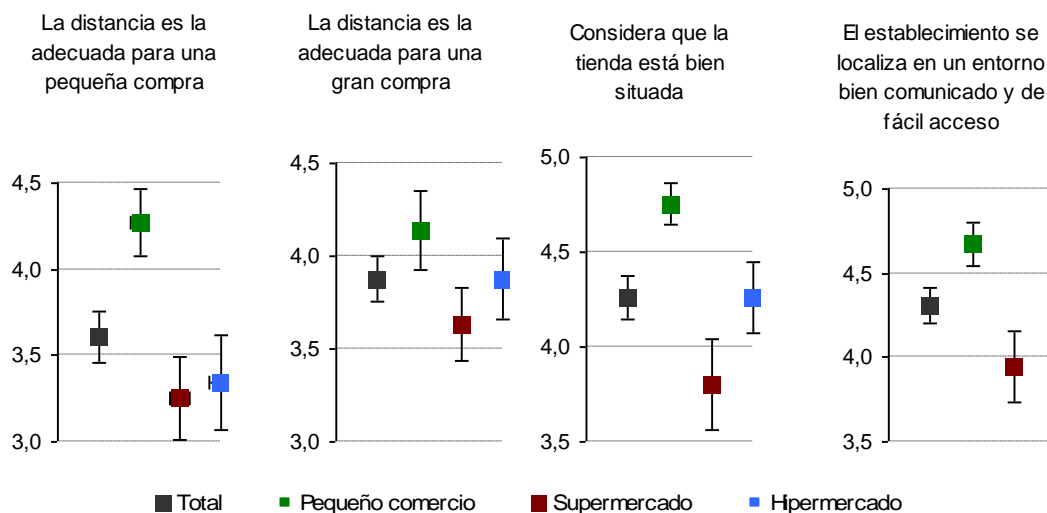 La distancia es la
adecuada para una
pequeña compra
La distancia es la
adecuada para una
gran compra
Considera que la
tienda está bien
situada
El establecimiento se
localiza en un entorno
bien comunicado y de
fácil acceso
4,5
4,0
3,5
3,0
4,5
4,0
3,5
3,0
5,0
4,5
4,0
3,5
5,0
4,5
4,0
3,5
Total
Pequeño comercio
Supermercado
Hipermercado